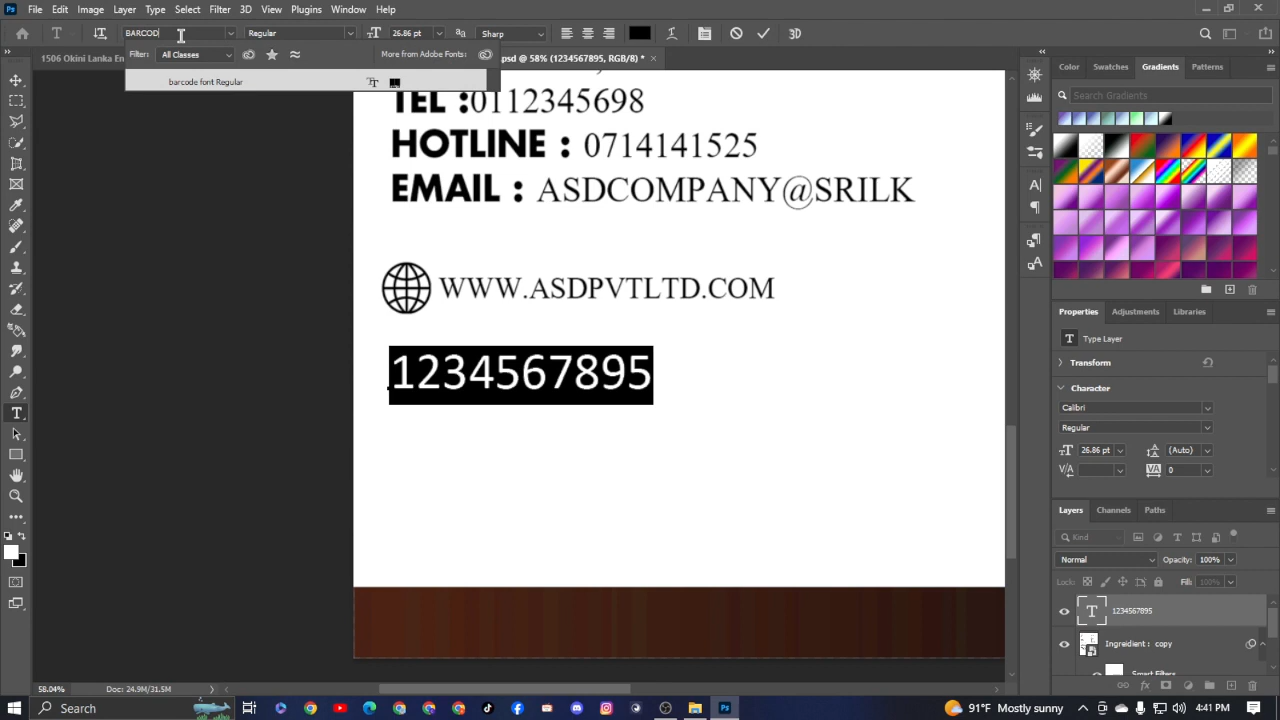 File Edit Image Layer Type Select Filter 3D View Plugins Window Help
BARCOD Regular 26.86 pt Sharp 3D
Filter: All Classes More from Adobe Fonts:
barcode font Regular
1506 Okini Lanka En psd @ 58% (1234567895, RGB/8) *
TEL :0112345698
HOTLINE : 0714141525
EMAIL : ASDCOMPANY@SRILK
WWW.ASDPVTLTD.COM
1234567895
Color Swatches Gradients Patterns
Search Gradients
Properties Adjustments Libraries
Type Layer
Transform
Character
Calibri
Regular
26.86 pt (Auto)
0
Layers Channels Paths
Kind
Normal Opacity: 100%
Lock: Fill: 100%
1234567895
Ingreidient : copy
Smart Filters
58.04% Doc: 24.9M/31.5M
Search 91°F Mostly sunny 4:41 PM